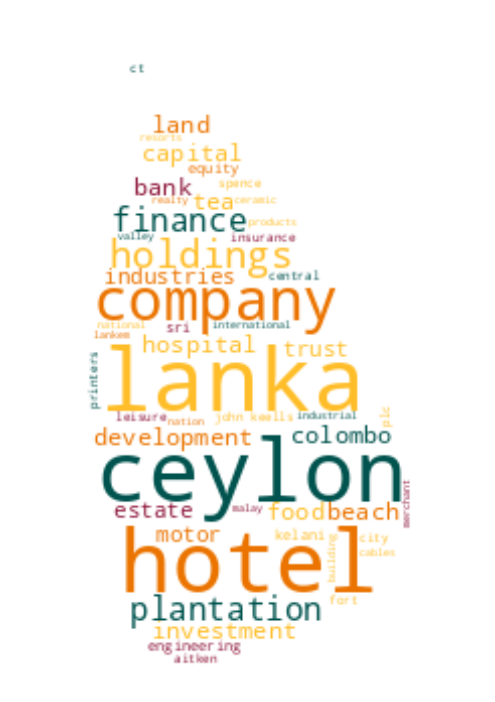 ct
land
resorts
capital
equity
bank spence
realty tea ceramic
finance products
valley insurance
holdings
industries central
company
national sri international
lankem
hospital trust
lanka
printers
leisure nation john keells industrial plc
development colombo
ceylon
estate malay food beach merchant
motor kelani city
hotel building cables
plantation fort
investment
engineering
aitken